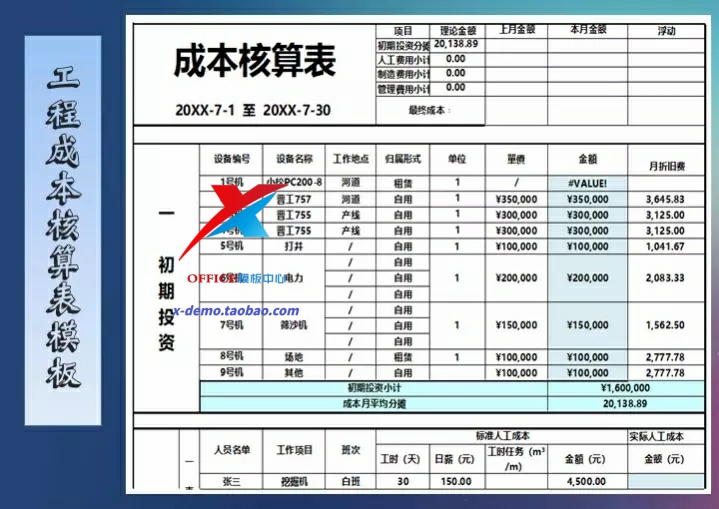 工程成本核算表模板
成本核算表
20XX-7-1 至 20XX-7-30
项目 理论金额 上月金额 本月金额 浮动
初期投资分摊 20,138.89
人工费用小计 0.00
制造费用小计 0.00
管理費用小计 0.00
最终成本：
一
初期投资
设备编号 设备名称 工作地点 归属形式 单位 单价 金额 月折旧费
1号机 小松PC200-8 河道 租赁 1 / #VALUE!
晋工757 河道 自用 1 ¥350,000 ¥350,000 3,645.83
晋工755 产线 自用 1 ¥300,000 ¥300,000 3,125.00
晋工755 产线 自用 1 ¥300,000 ¥300,000 3,125.00
5号机 打井 / 自用 1 ¥100,000 ¥100,000 1,041.67
/ 自用
电力 / 自用 1 ¥200,000 ¥200,000 2,083.33
/ 自用
/ 自用
7号机 筛沙机 / 自用 1 ¥150,000 ¥150,000 1,562.50
/ 自用
8号机 场地 / 租赁 1 ¥100,000 ¥100,000 2,777.78
9号机 其他 / 自用 ¥100,000 ¥100,000 2,777.78
初期投资小计 ¥1,600,000
成本月平均分摊 20,138.89
OFFICE模版中心
x-demo.taobao.com
标准人工成本 实际人工成本
人员名单 工作项目 班次 工时（天） 日薪（元） 工时任务（m³/m） 金额（元） 金额（元）
张三 挖掘机 白班 30 150.00 4,500.00